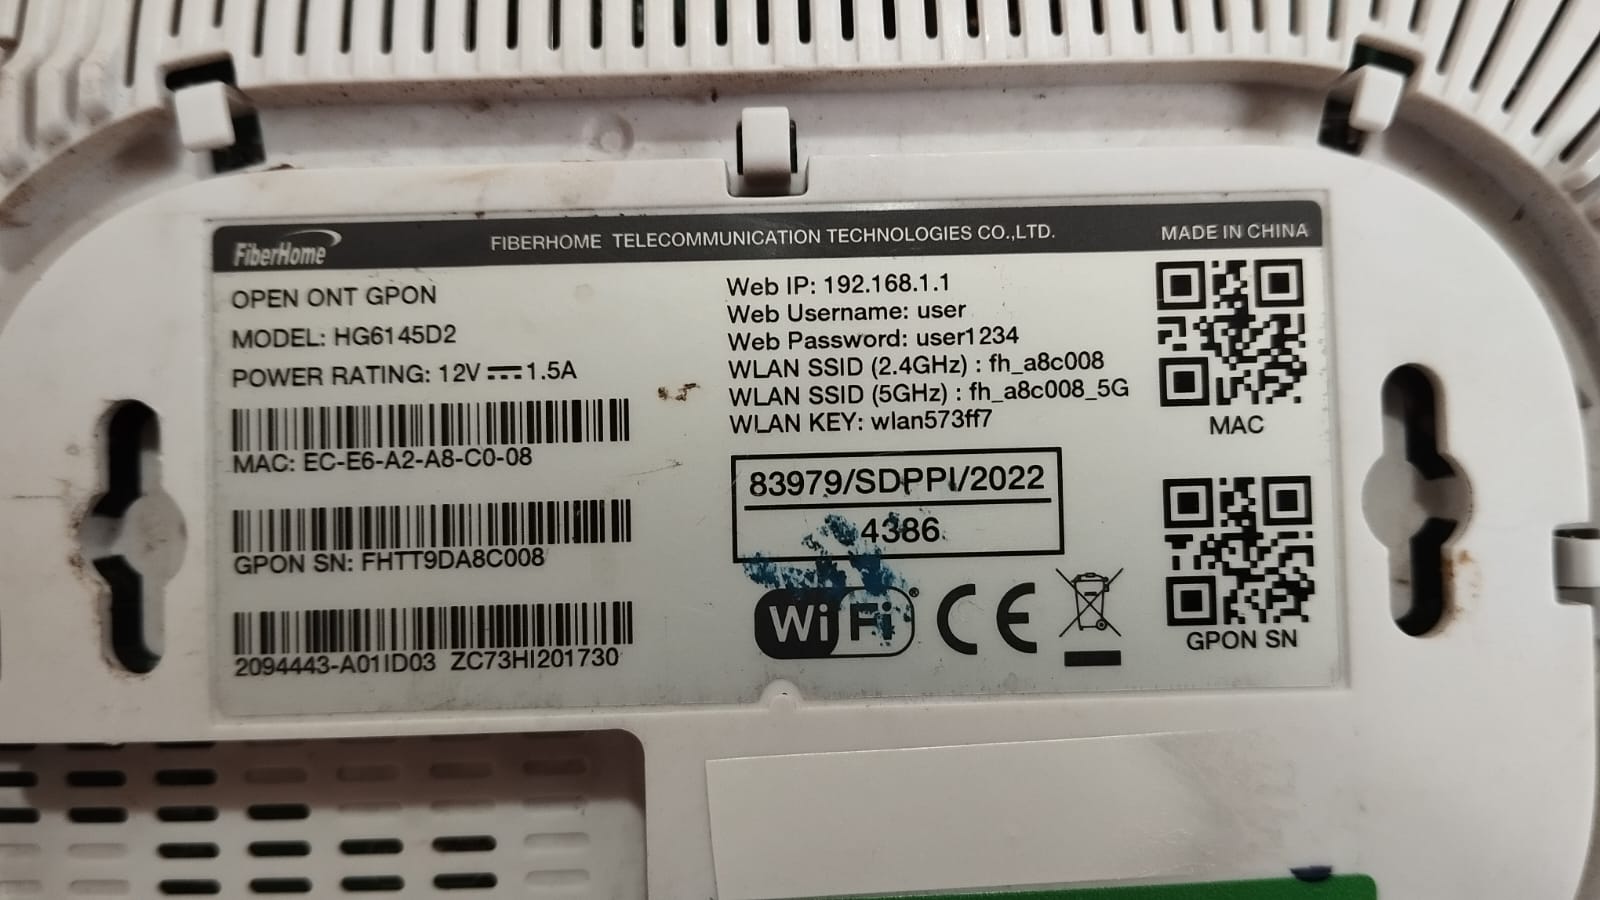 FiberHome
FIBERHOME TELECOMMUNICATION TECHNOLOGIES CO.,LTD.
MADE IN CHINA
OPEN ONT GPON
MODEL: HG6145D2
POWER RATING: 12V⎓1.5A
MAC: EC-E6-A2-A8-C0-08
GPON SN: FHTT9DA8C008
2094443-A01ID03 ZC73HI201730
Web IP: 192.168.1.1
Web Username: user
Web Password: user1234
WLAN SSID (2.4GHz) : fh_a8c008
WLAN SSID (5GHz) : fh_a8c008_5G
WLAN KEY: wlan573ff7
83979/SDPPI/2022
4386
WiFi®
CE
MAC
GPON SN